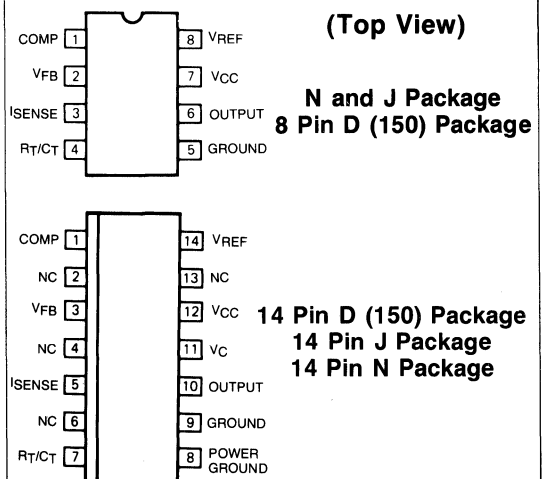 (Top View)
COMP 1
8 VREF
VFB 2
7 VCC
ISENSE 3
6 OUTPUT
RT/CT 4
5 GROUND
N and J Package
8 Pin D (150) Package
COMP 1
14 VREF
NC 2
13 NC
VFB 3
12 VCC
NC 4
11 VC
ISENSE 5
10 OUTPUT
NC 6
9 GROUND
RT/CT 7
8 POWER
GROUND
14 Pin D (150) Package
14 Pin J Package
14 Pin N Package